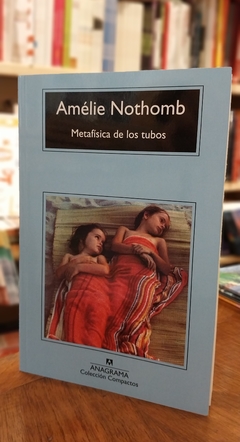 Amélie Nothomb
Metafísica de los tubos
ANAGRAMA
Colección Compactos